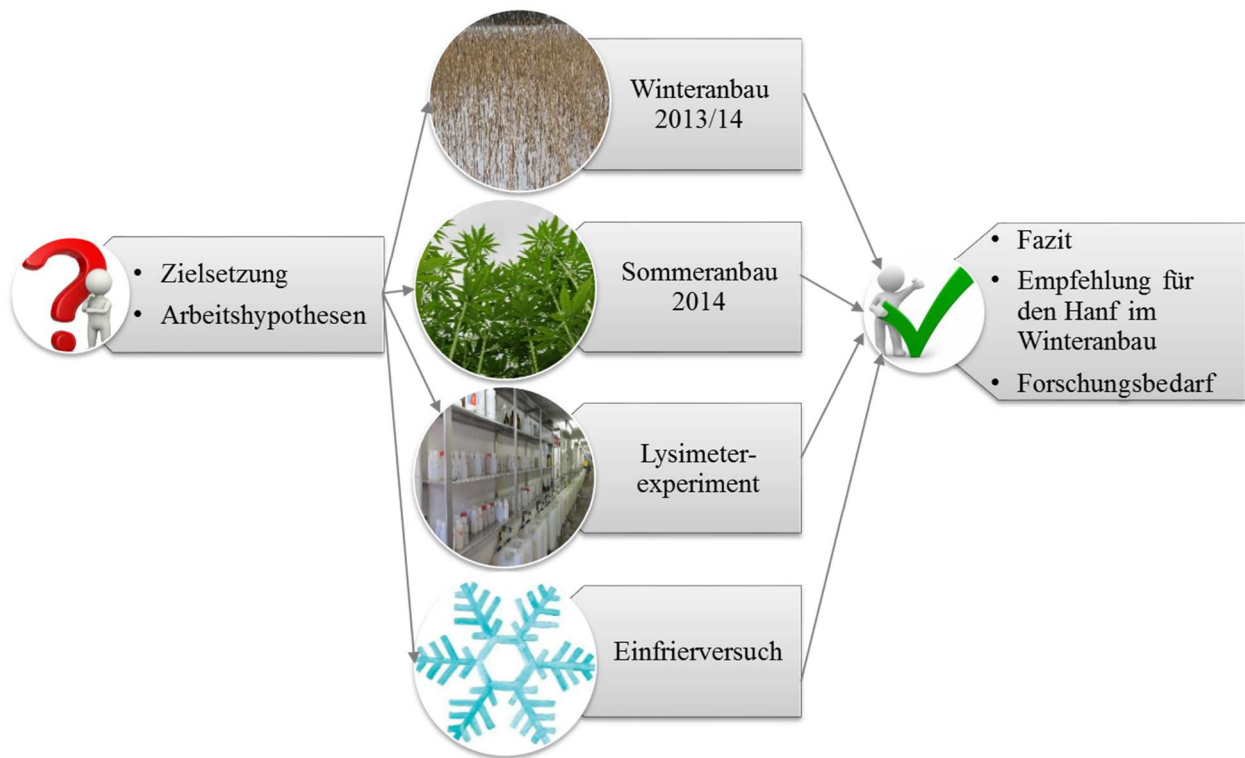 • Zielsetzung
• Arbeitshypothesen
Winteranbau
2013/14
Sommeranbau
2014
Lysimeter-
experiment
Einfrierversuch
• Fazit
• Empfehlung für
den Hanf im
Winteranbau
• Forschungsbedarf